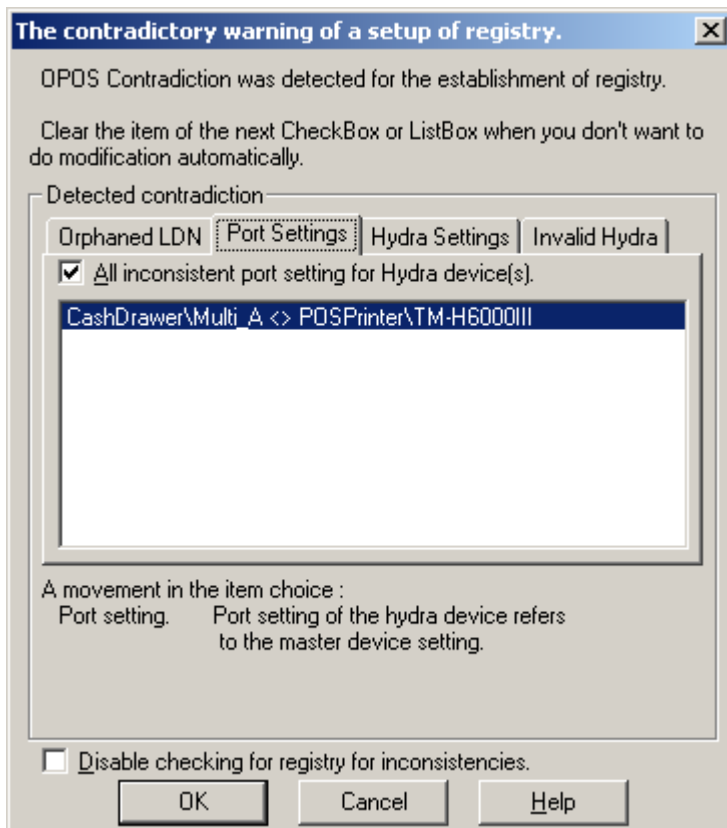 The contradictory warning of a setup of registry.
OPOS Contradiction was detected for the establishment of registry.
Clear the item of the next CheckBox or ListBox when you don't want to
do modification automatically.
Detected contradiction
Orphaned LDN Port Settings Hydra Settings Invalid Hydra
All inconsistent port setting for Hydra device(s).
CashDrawer\Multi_A <> POSPrinter\TM-H6000III
A movement in the item choice :
Port setting. Port setting of the hydra device refers
to the master device setting.
Disable checking for registry for inconsistencies.
OK Cancel Help